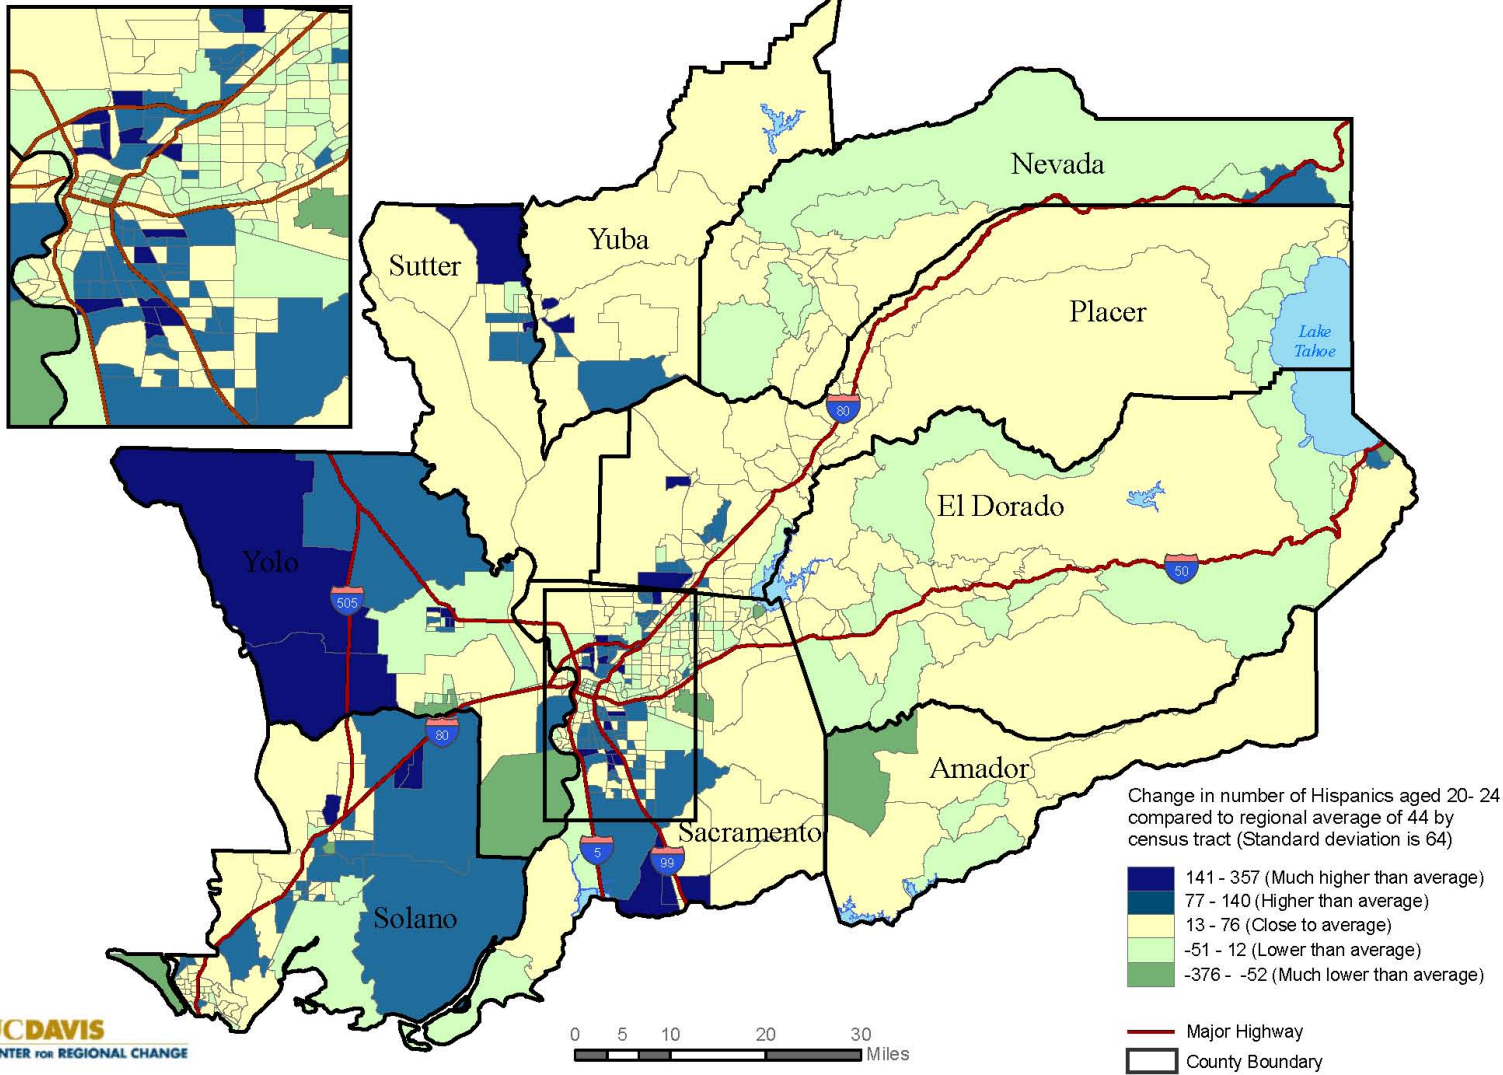 Nevada
Yuba
Sutter
Placer
Lake
Tahoe
80
El Dorado
Yolo
50
505
80
Amador
Sacramento
5
99
Solano
Change in number of Hispanics aged 20- 24
compared to regional average of 44 by
census tract (Standard deviation is 64)
141 - 357 (Much higher than average)
77 - 140 (Higher than average)
13 - 76 (Close to average)
-51 - 12 (Lower than average)
-376 - -52 (Much lower than average)
Major Highway
County Boundary
UCDAVIS
ENTER FOR REGIONAL CHANGE
0 5 10 20 30
Miles